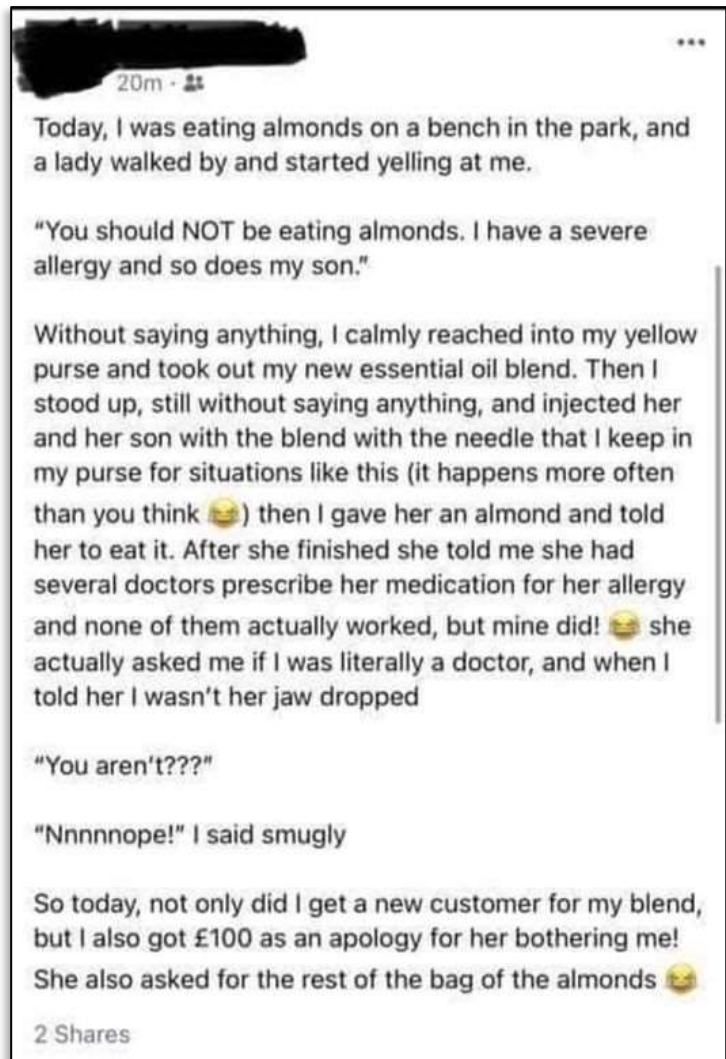 20m ·
Today, I was eating almonds on a bench in the park, and
a lady walked by and started yelling at me.
"You should NOT be eating almonds. I have a severe
allergy and so does my son."
Without saying anything, I calmly reached into my yellow
purse and took out my new essential oil blend. Then I
stood up, still without saying anything, and injected her
and her son with the blend with the needle that I keep in
my purse for situations like this (it happens more often
than you think 😂) then I gave her an almond and told
her to eat it. After she finished she told me she had
several doctors prescribe her medication for her allergy
and none of them actually worked, but mine did! 😂 she
actually asked me if I was literally a doctor, and when I
told her I wasn't her jaw dropped
"You aren't???"
"Nnnnnope!" I said smugly
So today, not only did I get a new customer for my blend,
but I also got £100 as an apology for her bothering me!
She also asked for the rest of the bag of the almonds 😂
2 Shares